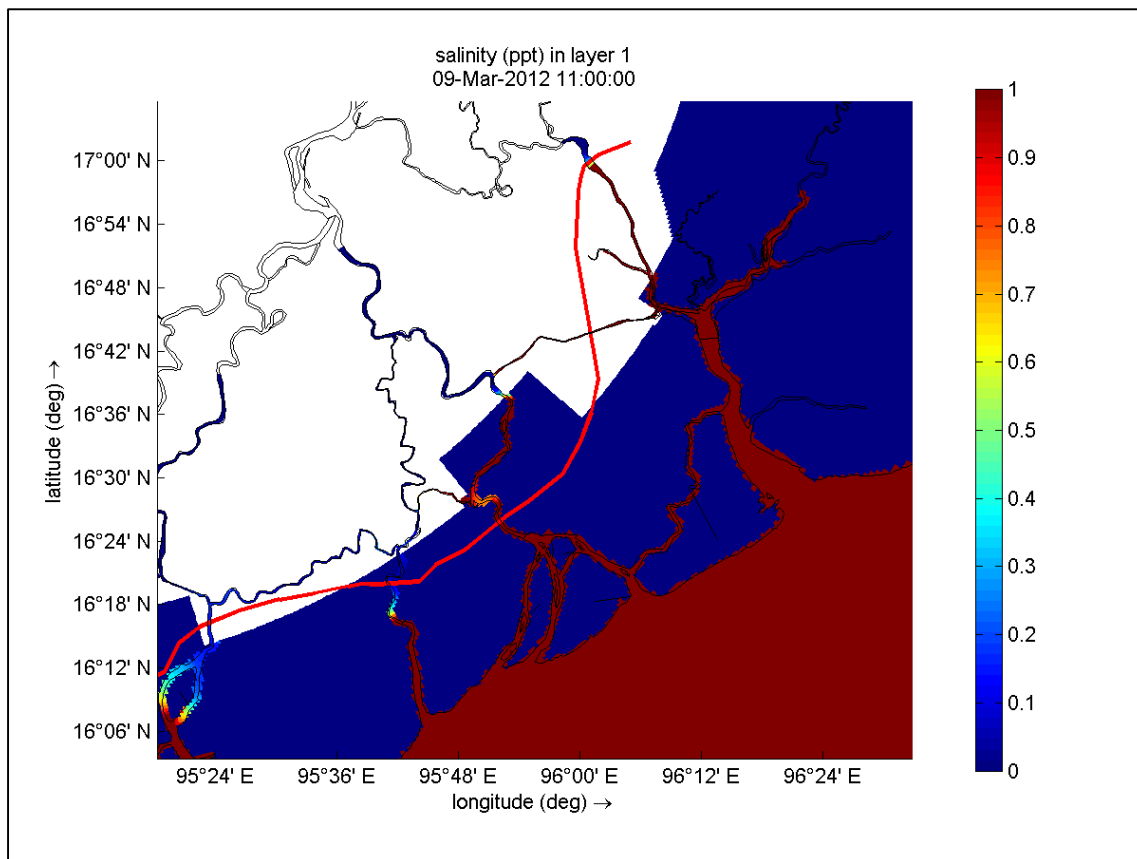 salinity (ppt) in layer 1
09-Mar-2012 11:00:00
17°00' N
16°54' N
16°48' N
16°42' N
16°36' N
16°30' N
16°24' N
16°18' N
16°12' N
16°06' N
latitude (deg) →
95°24' E
95°36' E
95°48' E
96°00' E
96°12' E
96°24' E
longitude (deg) →
1
0.9
0.8
0.7
0.6
0.5
0.4
0.3
0.2
0.1
0